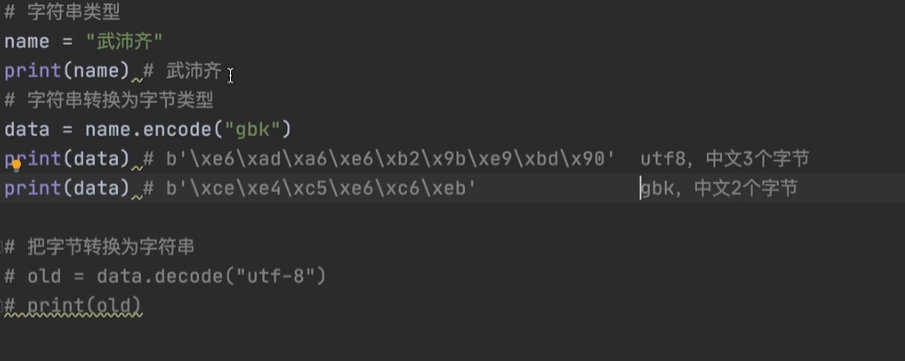 # 字符串类型
name = "武沛齐"
print(name) # 武沛齐
# 字符串转换为字节类型
data = name.encode("gbk")
print(data) # b'\xe6\xad\xa6\xe6\xb2\x9b\xe9\xbd\x90'   utf8，中文3个字节
print(data) # b'\xce\xe4\xc5\xe6\xc6\xeb'              gbk，中文2个字节
# 把字节转换为字符串
# old = data.decode("utf-8")
# print(old)